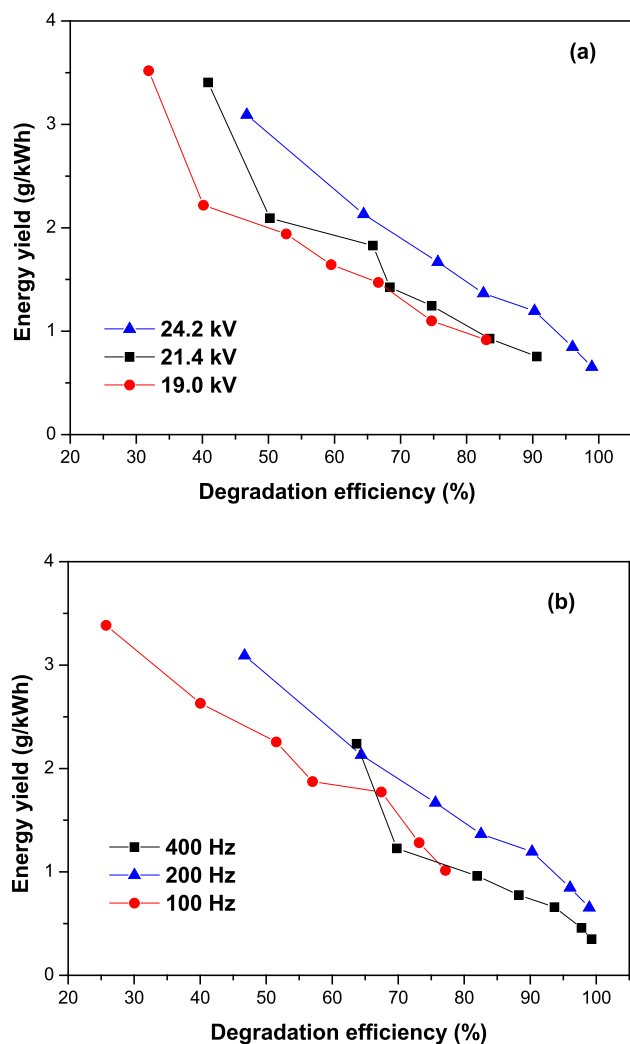 (a)
4
3
2
1
0
Energy yield (g/kWh)
24.2 kV
21.4 kV
19.0 kV
20 30 40 50 60 70 80 90 100
Degradation efficiency (%)
(b)
4
3
2
1
0
Energy yield (g/kWh)
400 Hz
200 Hz
100 Hz
20 30 40 50 60 70 80 90 100
Degradation efficiency (%)